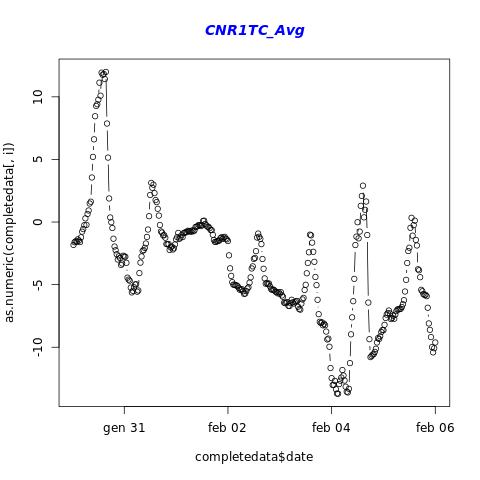 CNR1TC_Avg
as.numeric(completedata[, i])
10
5
0
-5
-10
gen 31
feb 02
feb 04
feb 06
completedata$date